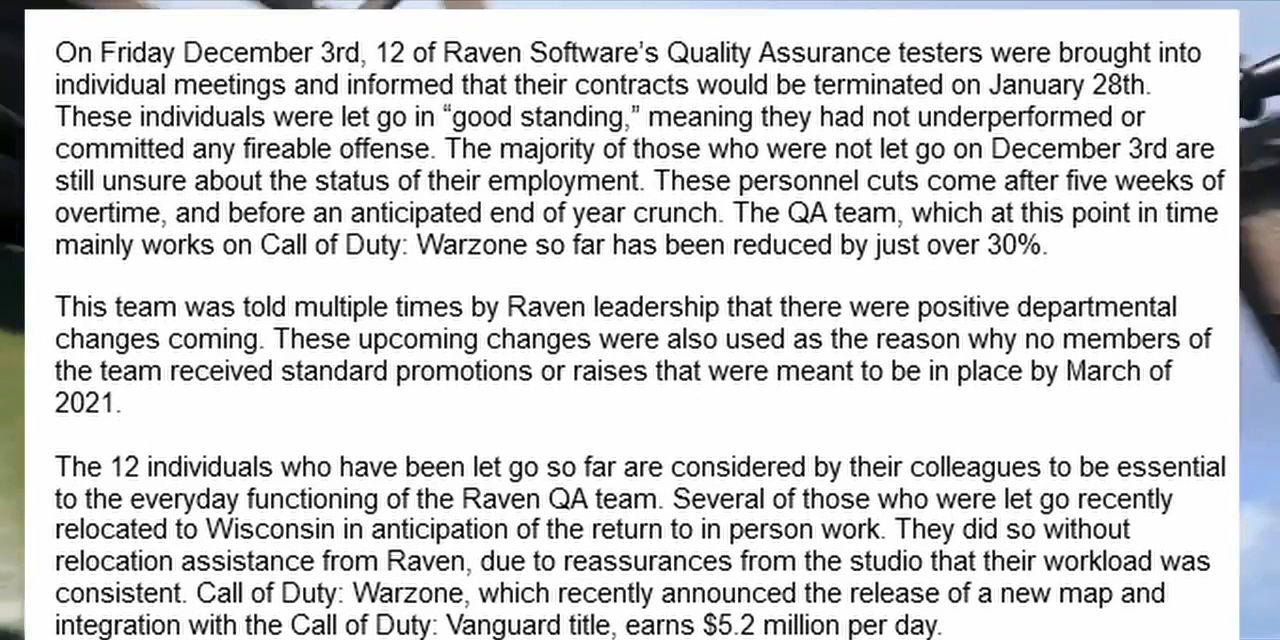 On Friday December 3rd, 12 of Raven Software's Quality Assurance testers were brought into
individual meetings and informed that their contracts would be terminated on January 28th.
These individuals were let go in “good standing,” meaning they had not underperformed or
committed any fireable offense. The majority of those who were not let go on December 3rd are
still unsure about the status of their employment. These personnel cuts come after five weeks of
overtime, and before an anticipated end of year crunch. The QA team, which at this point in time
mainly works on Call of Duty: Warzone so far has been reduced by just over 30%.
This team was told multiple times by Raven leadership that there were positive departmental
changes coming. These upcoming changes were also used as the reason why no members of
the team received standard promotions or raises that were meant to be in place by March of
2021.
The 12 individuals who have been let go so far are considered by their colleagues to be essential
to the everyday functioning of the Raven QA team. Several of those who were let go recently
relocated to Wisconsin in anticipation of the return to in person work. They did so without
relocation assistance from Raven, due to reassurances from the studio that their workload was
consistent. Call of Duty: Warzone, which recently announced the release of a new map and
integration with the Call of Duty: Vanguard title, earns $5.2 million per day.